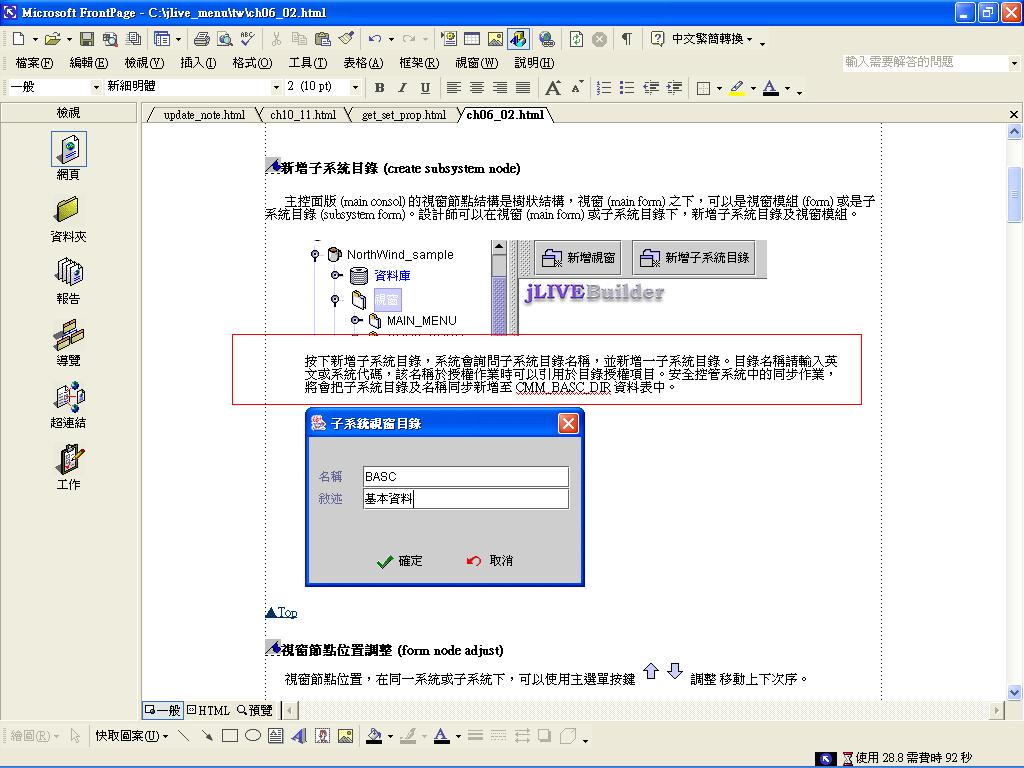 Microsoft FrontPage - C:\jlive_menu\tw\ch06_02.html
中文繁簡轉換
檔案(F) 編輯(E) 檢視(V) 插入(I) 格式(O) 工具(T) 表格(A) 框架(R) 視窗(W) 說明(H) 輸入需要解答的問題
一般 新細明體 2 (10 pt) B I U A A A
檢視 update_note.html ch10_11.html get_set_prop.html ch06_02.html
網頁
資料夾
報告
導覽
超連結
工作
新增子系統目錄 (create subsystem node)
主控面版 (main consol) 的視窗節點結構是樹狀結構，視窗 (main form) 之下，可以是視窗模組 (form) 或是子
系統目錄 (subsystem form)。設計師可以在視窗 (main form) 或子系統目錄下，新增子系統目錄及視窗模組。
NorthWind_sample 新增視窗 新增子系統目錄
資料庫
jLIVEBuilder
視窗
MAIN_MENU
按下新增子系統目錄，系統會詢問子系統目錄名稱，並新增一子系統目錄。目錄名稱請輸入英
文或系統代碼，該名稱於授權作業時可以引用於目錄授權項目。安全控管系統中的同步作業，
將會把子系統目錄及名稱同步新增至 CMM_BASC_DIR 資料表中。
子系統視窗目錄
名稱 BASC
敘述 基本資料
確定 取消
Top
視窗節點位置調整 (form node adjust)
視窗節點位置，在同一系統或子系統下，可以使用主選單按鍵 調整 移動上下次序。
一般 HTML 預覽
繪圖(R) 快取圖案(U) A A
使用 28.8 需費時 92 秒